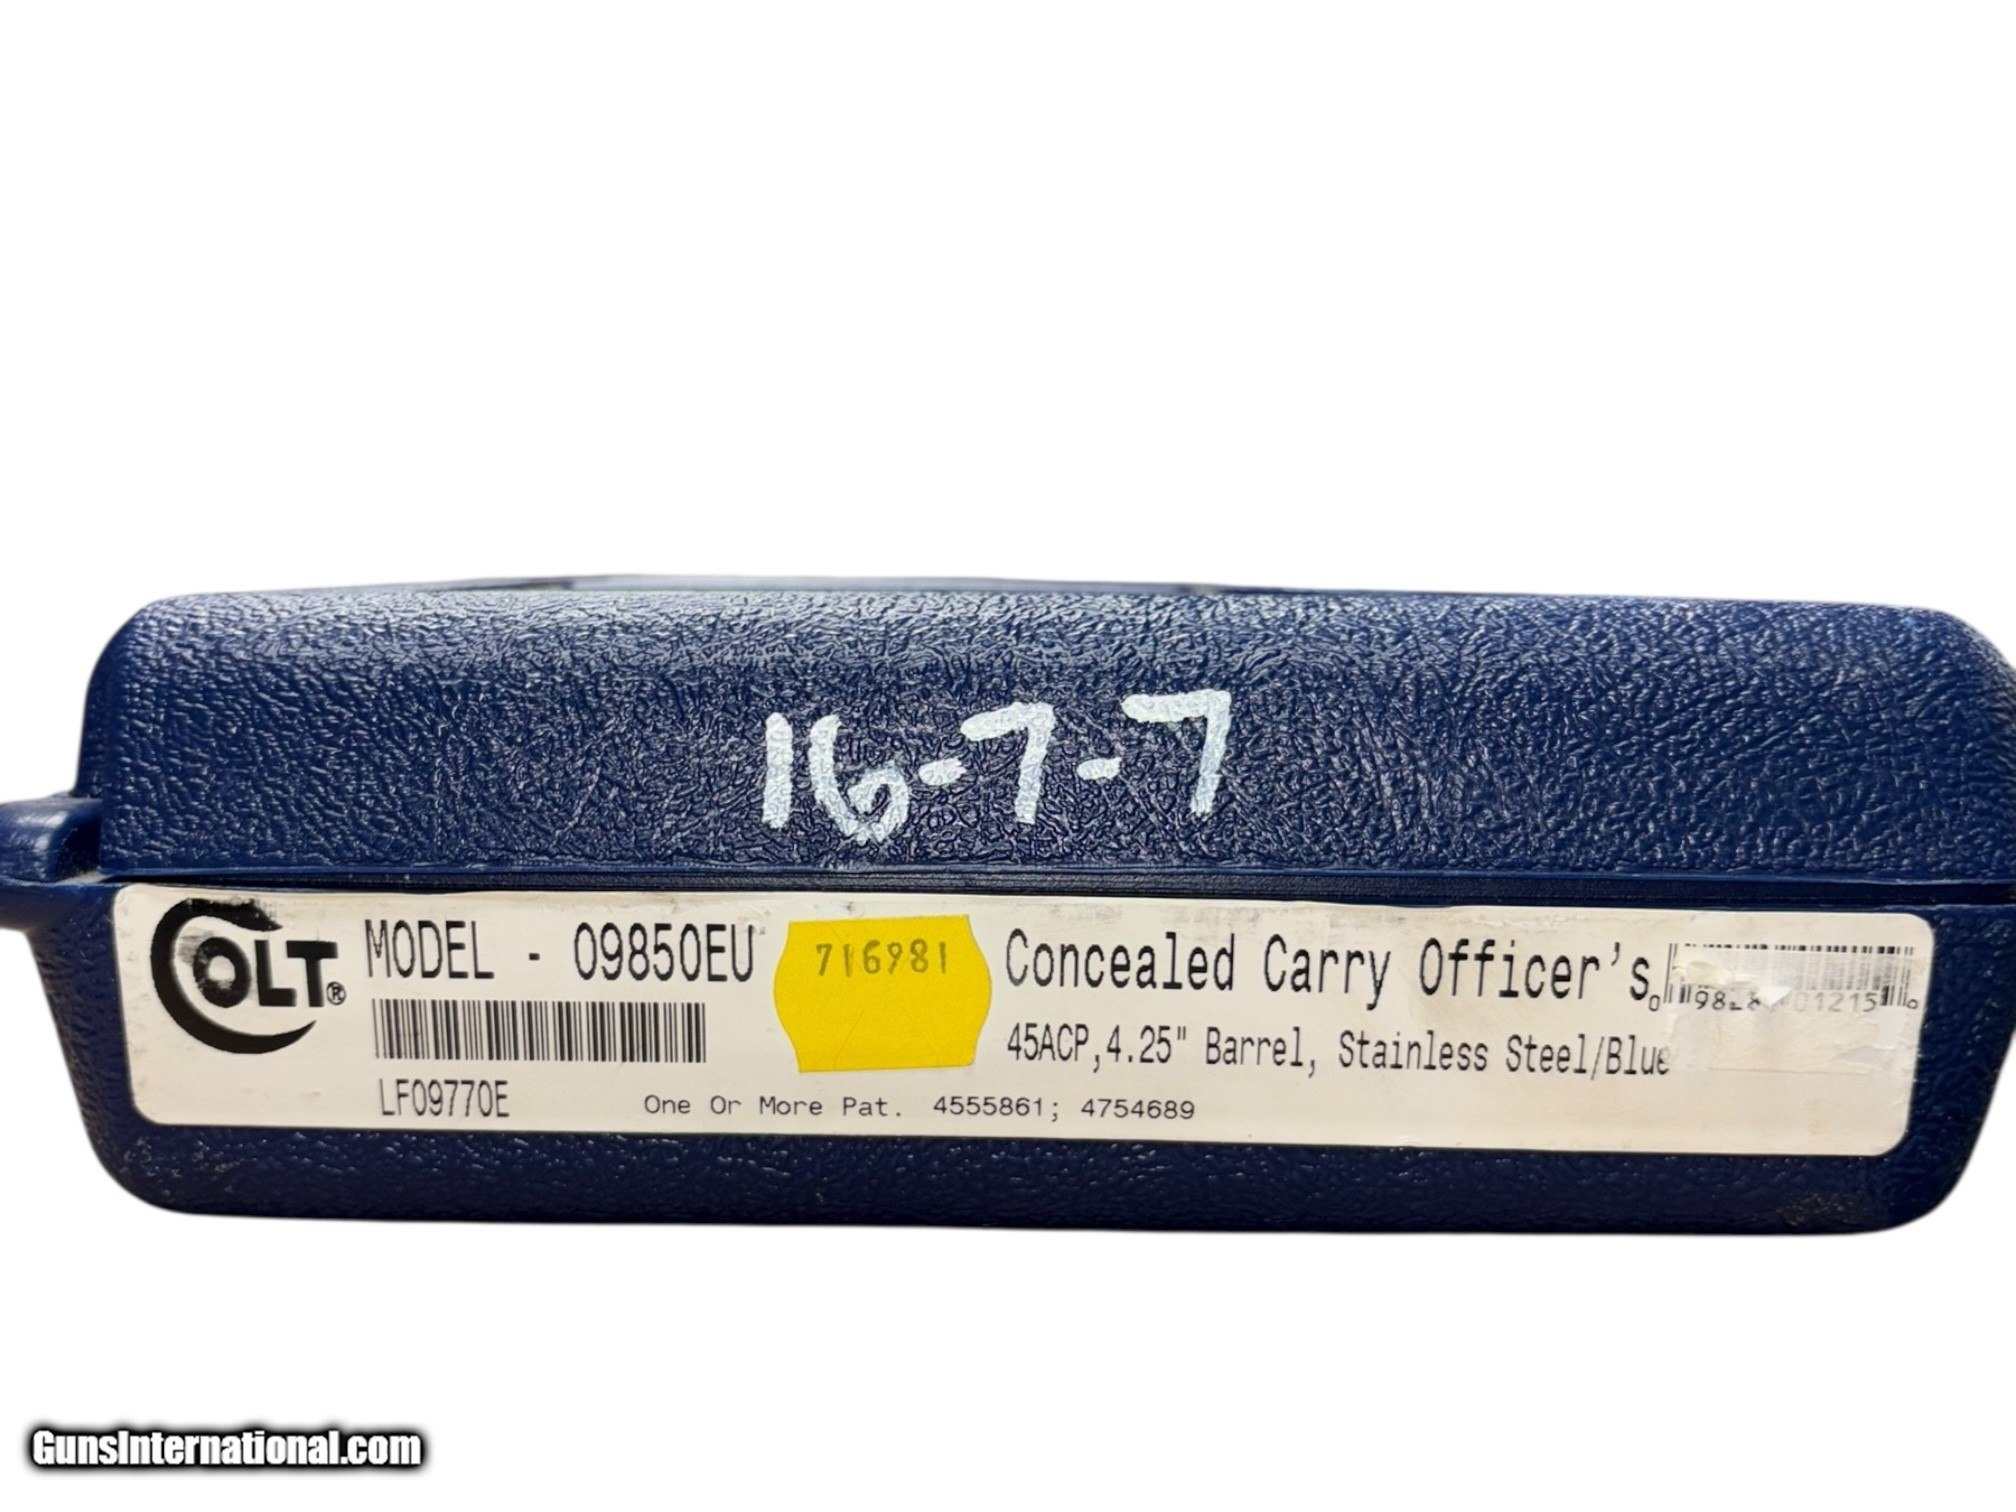 16-7-7
COLT®
MODEL - 09850EU
716981
Concealed Carry Officer's
45ACP,4.25" Barrel, Stainless Steel/Blue
LF09770E
One Or More Pat. 4555861; 4754689
GunsInternational.com